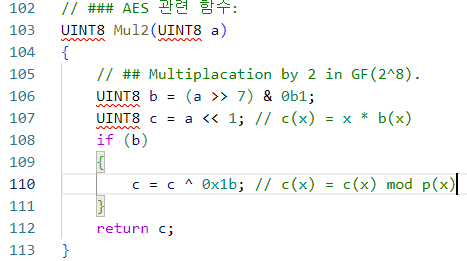 102 // ### AES 관련 함수:
103 UINT8 Mul2(UINT8 a)
104 {
105 // ## Multiplacation by 2 in GF(2^8).
106 UINT8 b = (a >> 7) & 0b1;
107 UINT8 c = a << 1; // c(x) = x * b(x)
108 if (b)
109 {
110 c = c ^ 0x1b; // c(x) = c(x) mod p(x)
111 }
112 return c;
113 }